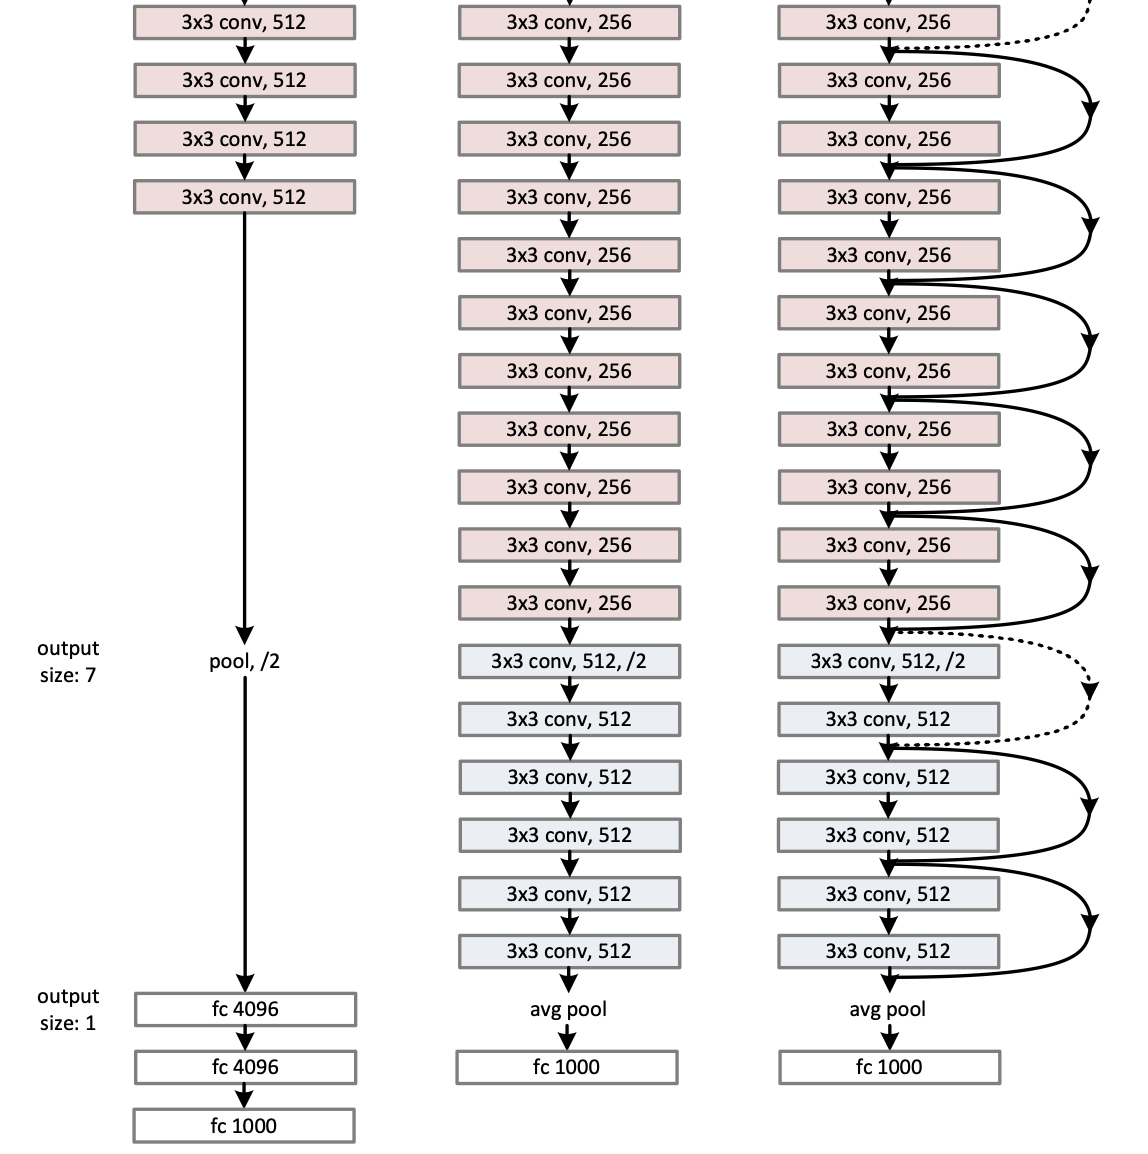 3x3 conv, 512
3x3 conv, 512
3x3 conv, 512
3x3 conv, 512
output
size: 7
pool, /2
output
size: 1
fc 4096
fc 4096
fc 1000
3x3 conv, 256
3x3 conv, 256
3x3 conv, 256
3x3 conv, 256
3x3 conv, 256
3x3 conv, 256
3x3 conv, 256
3x3 conv, 256
3x3 conv, 256
3x3 conv, 256
3x3 conv, 256
3x3 conv, 512, /2
3x3 conv, 512
3x3 conv, 512
3x3 conv, 512
3x3 conv, 512
3x3 conv, 512
avg pool
fc 1000
3x3 conv, 256
3x3 conv, 256
3x3 conv, 256
3x3 conv, 256
3x3 conv, 256
3x3 conv, 256
3x3 conv, 256
3x3 conv, 256
3x3 conv, 256
3x3 conv, 256
3x3 conv, 256
3x3 conv, 512, /2
3x3 conv, 512
3x3 conv, 512
3x3 conv, 512
3x3 conv, 512
3x3 conv, 512
avg pool
fc 1000